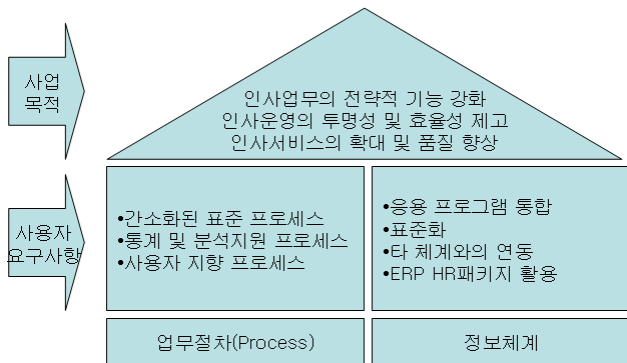 사업
목적
인사업무의 전략적 기능 강화
인사운영의 투명성 및 효율성 제고
인사서비스의 확대 및 품질 향상
사용자
요구사항
•간소화된 표준 프로세스
•통계 및 분석지원 프로세스
•사용자 지향 프로세스
•응용 프로그램 통합
•표준화
•타 체계와의 연동
•ERP HR패키지 활용
업무절차(Process)
정보체계